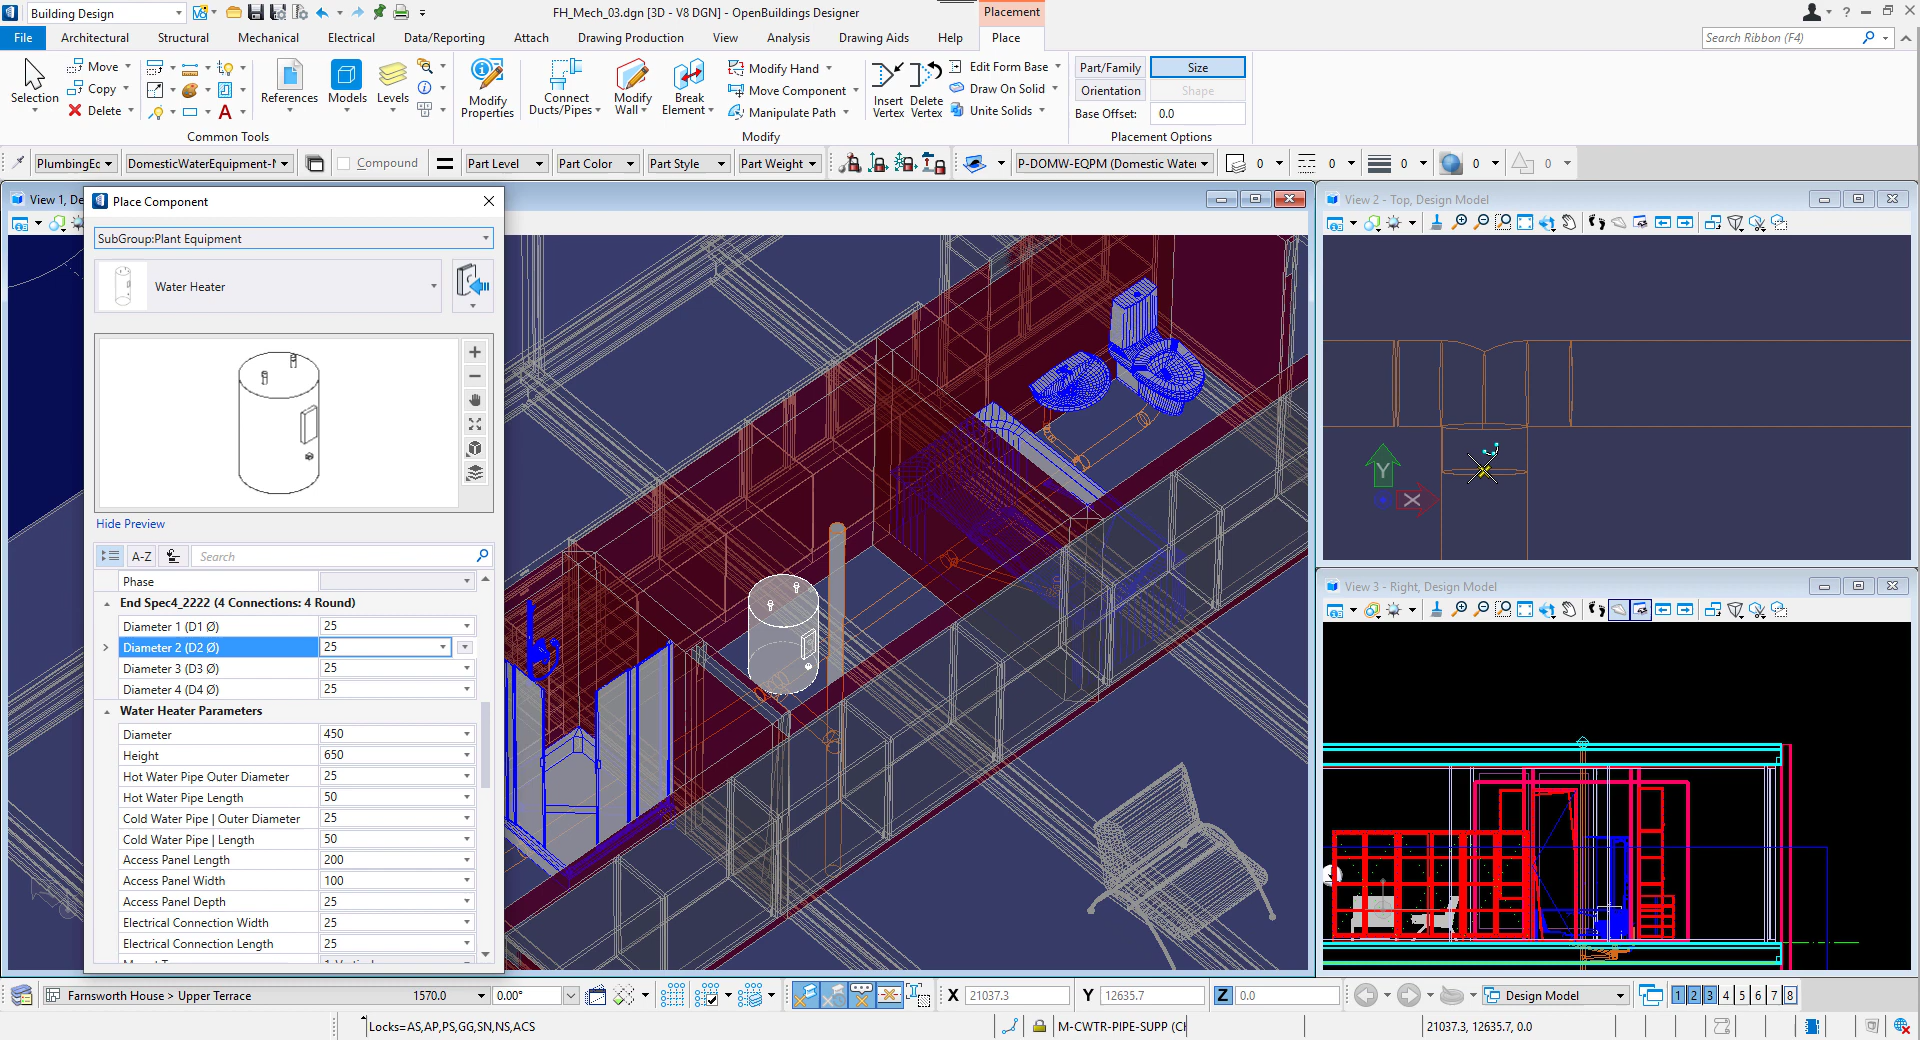 Building Design
FH_Mech_03.dgn [3D - V8 DGN] - OpenBuildings Designer
Placement
File
Architectural
Structural
Mechanical
Electrical
Data/Reporting
Attach
Drawing Production
View
Analysis
Drawing Aids
Help
Place
Search Ribbon (F4)
Selection
Move
Copy
Delete
References
Models
Levels
Common Tools
Modify Properties
Connect Ducts/Pipes
Modify Wall
Break Element
Modify Hand
Move Component
Manipulate Path
Insert Vertex
Delete Vertex
Edit Form Base
Draw On Solid
Unite Solids
Modify
Part/Family
Size
Orientation
Shape
Base Offset: 0.0
Placement Options
PlumbingEc
DomesticWaterEquipment-
Compound
Part Level
Part Color
Part Style
Part Weight
P-DOMW-EQPM (Domestic Water
0
0
0
0
0
View 1, De
Place Component
SubGroup:Plant Equipment
Water Heater
Hide Preview
A-Z
Search
Phase
End Spec4_2222 (4 Connections: 4 Round)
Diameter 1 (D1 Ø) 25
Diameter 2 (D2 Ø) 25
Diameter 3 (D3 Ø) 25
Diameter 4 (D4 Ø) 25
Water Heater Parameters
Diameter 450
Height 650
Hot Water Pipe Outer Diameter 25
Hot Water Pipe Length 50
Cold Water Pipe | Outer Diameter 25
Cold Water Pipe | Length 50
Access Panel Length 200
Access Panel Width 100
Access Panel Depth 25
Electrical Connection Width 25
Electrical Connection Length 25
View 2 - Top, Design Model
Y
X
View 3 - Right, Design Model
Farnsworth House > Upper Terrace 1570.0
0.00°
X 21037.3
Y 12635.7
Z 0.0
Design Model
1 2 3 4 5 6 7 8
Locks=AS,AP,PS,GG,SN,NS,ACS
M-CWTR-PIPE-SUPP (C
21037.3, 12635.7, 0.0